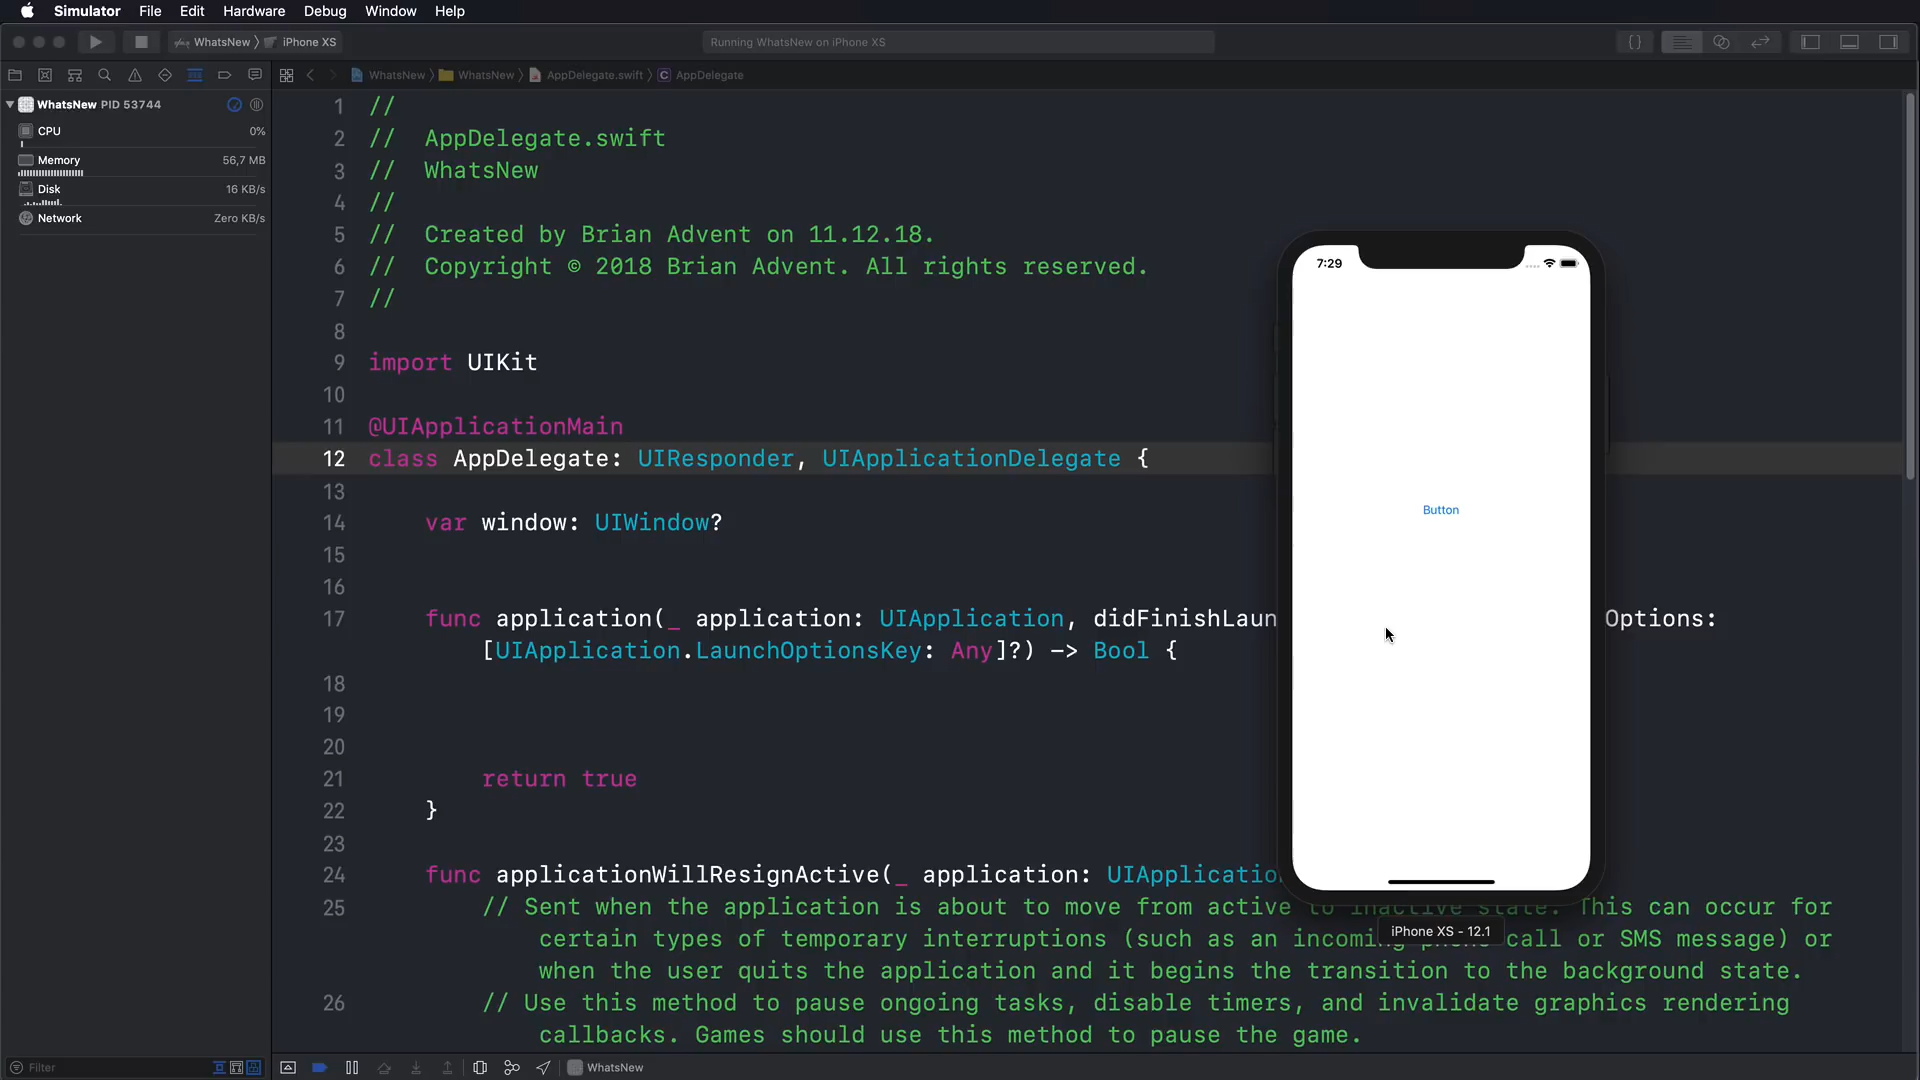 Simulator File Edit Hardware Debug Window Help
WhatsNew iPhone XS
Running WhatsNew on iPhone XS
WhatsNew WhatsNew AppDelegate.swift C AppDelegate
WhatsNew PID 53744
CPU 0%
Memory 56,7 MB
Disk 16 KB/s
Network Zero KB/s
1 //
2 // AppDelegate.swift
3 // WhatsNew
4 //
5 // Created by Brian Advent on 11.12.18.
6 // Copyright © 2018 Brian Advent. All rights reserved.
7 //
8
9 import UIKit
10
11 @UIApplicationMain
12 class AppDelegate: UIResponder, UIApplicationDelegate {
13
14 var window: UIWindow?
15
16
17 func application(_ application: UIApplication, didFinishLaun Options:
[UIApplication.LaunchOptionsKey: Any]?) -> Bool {
18
19
20
21 return true
22 }
23
24 func applicationWillResignActive(_ application: UIApplicatio
25 // Sent when the application is about to move from active to inactive state. This can occur for
certain types of temporary interruptions (such as an incoming phone call or SMS message) or
when the user quits the application and it begins the transition to the background state.
26 // Use this method to pause ongoing tasks, disable timers, and invalidate graphics rendering
callbacks. Games should use this method to pause the game.
7:29
Button
iPhone XS - 12.1
Filter
WhatsNew